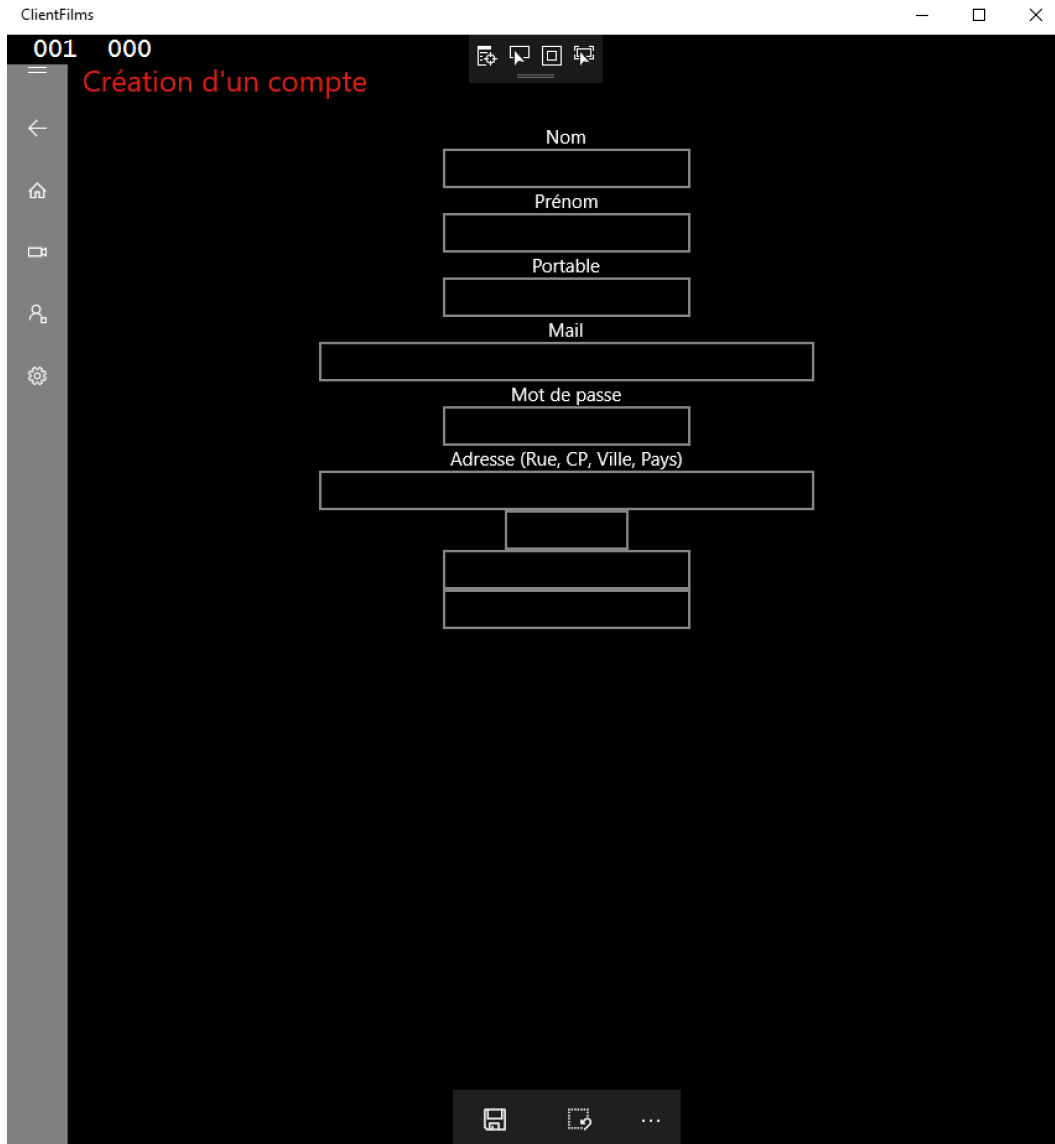 ClientFilms
001 000
Création d'un compte
Nom
Prénom
Portable
Mail
Mot de passe
Adresse (Rue, CP, Ville, Pays)